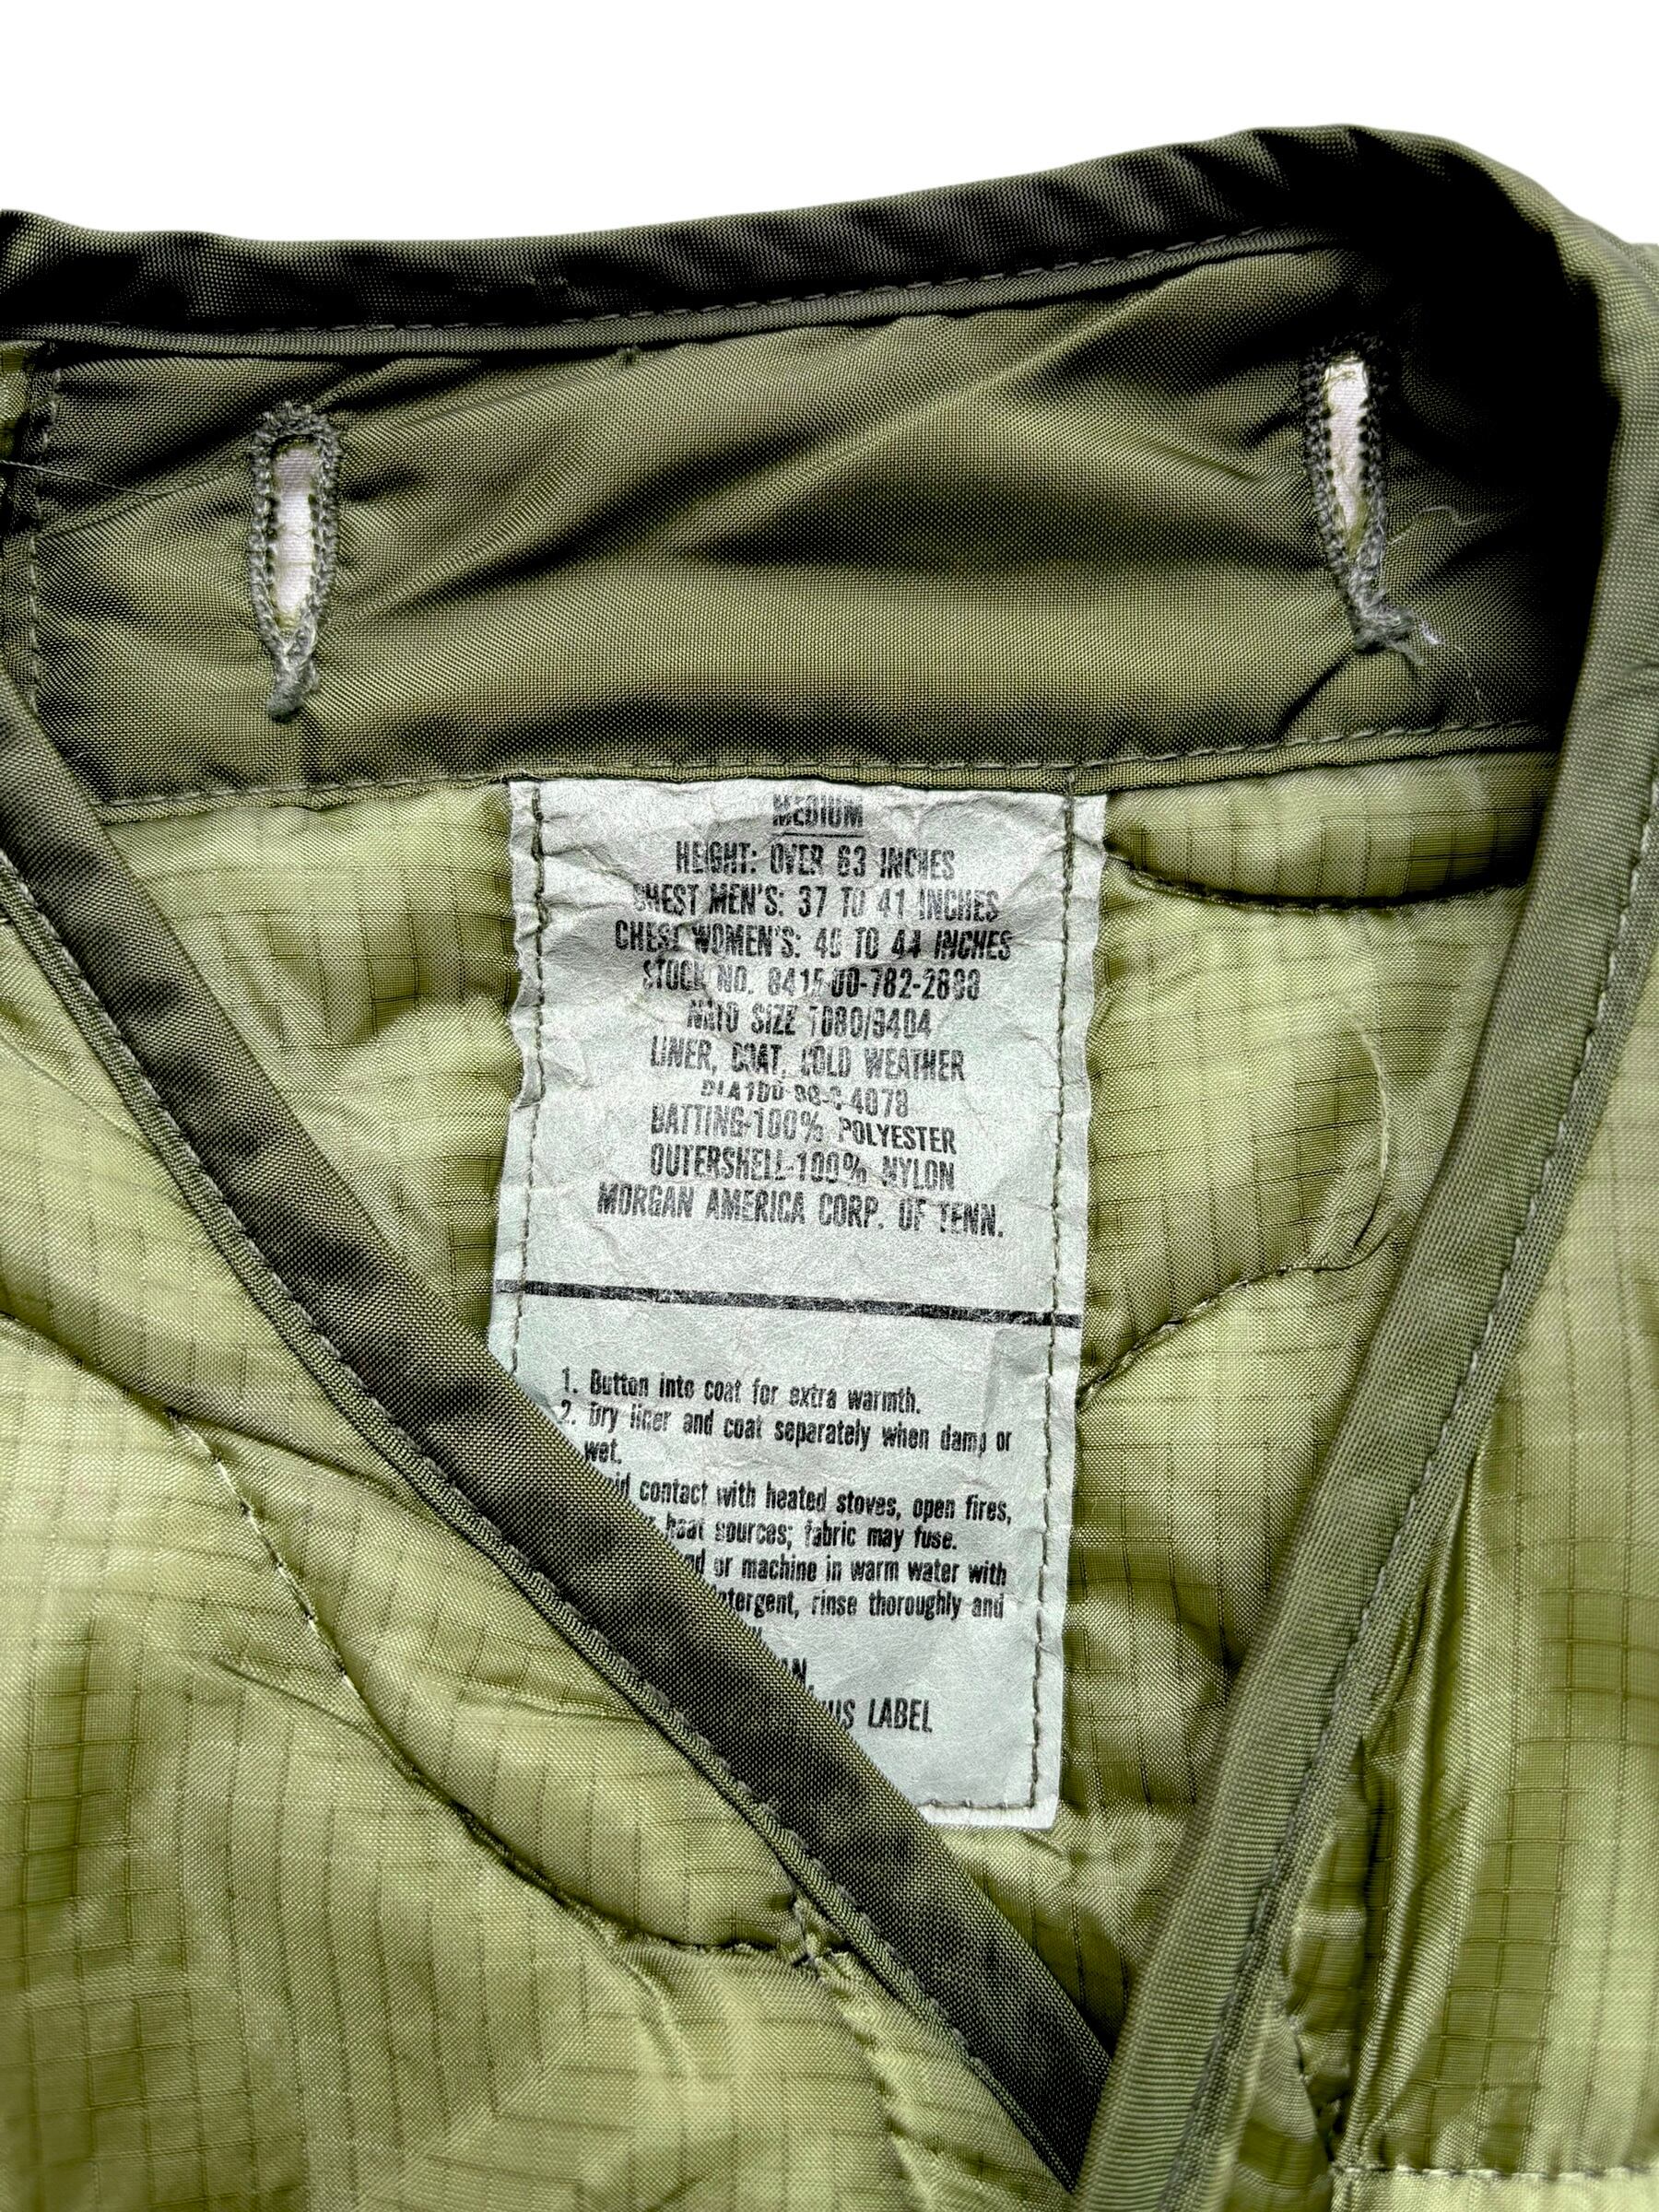 MEDIUM
HEIGHT: OVER 63 INCHES
CHEST MEN'S: 37 TO 41 INCHES
CHEST WOMEN'S: 40 TO 44 INCHES
STOCK NO. 8415-00-782-2888
NATO SIZE 7080/9404
LINER, COAT, COLD WEATHER
4078
BATTING-100% POLYESTER
OUTERSHELL-100% NYLON
MORGAN AMERICA CORP. OF TENN.
1. Button into coat for extra warmth.
2. Dry liner and coat separately when damp or
wet.
contact with heated stoves, open fires,
heat sources; fabric may fuse.
or machine in warm water with
rinse thoroughly and
LABEL